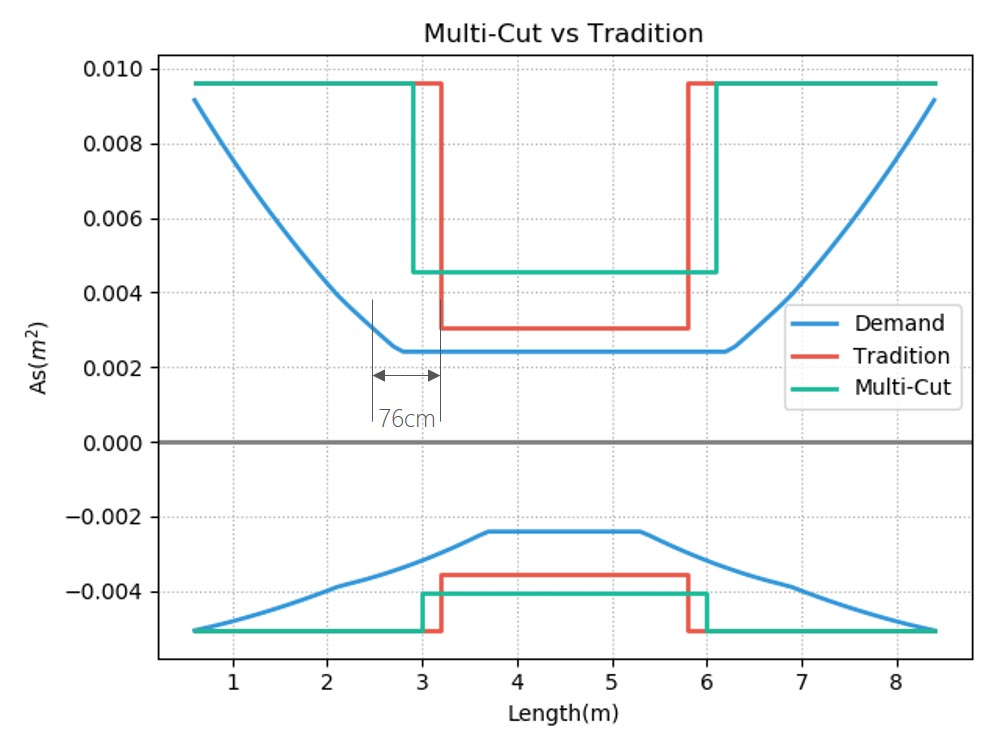 Multi-Cut vs Tradition
0.010
0.008
0.006
0.004
0.002
0.000
−0.002
−0.004
As(m²)
76cm
Demand
Tradition
Multi-Cut
1 2 3 4 5 6 7 8
Length(m)